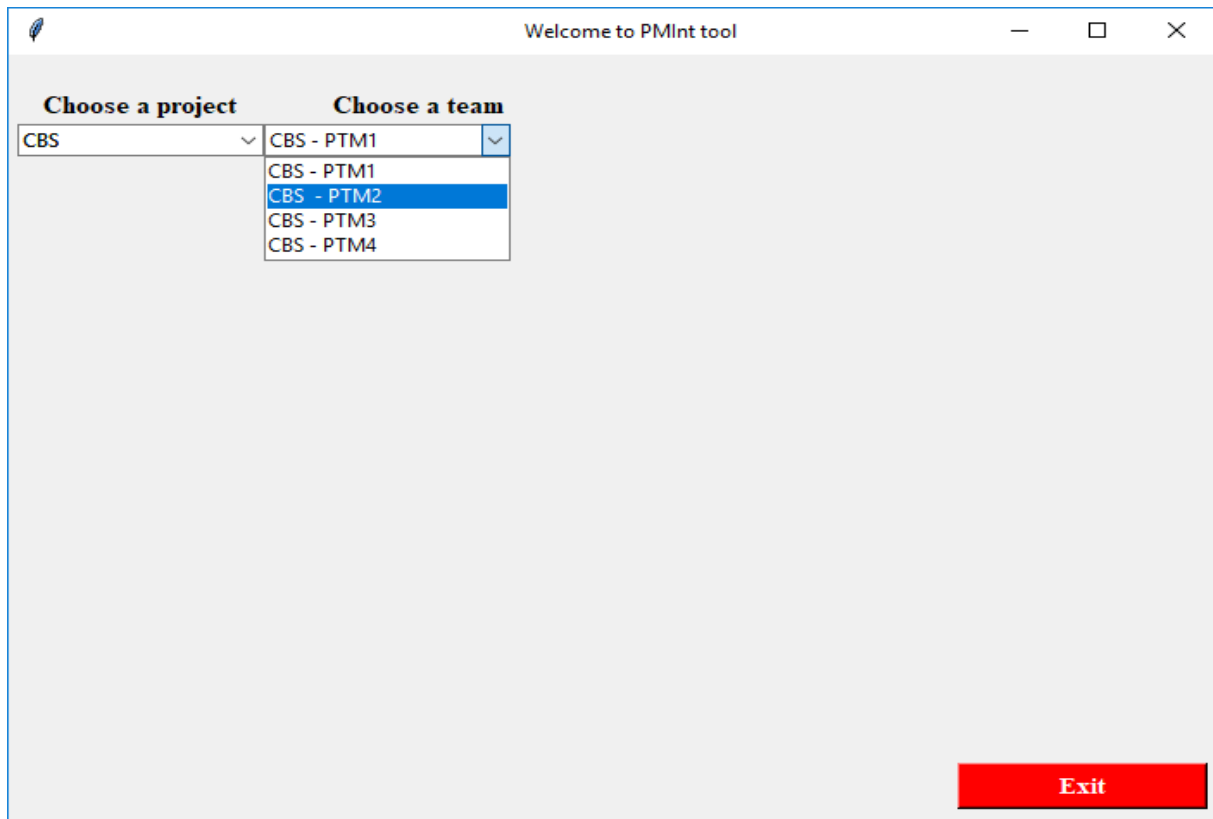 Welcome to PMInt tool
Choose a project Choose a team
CBS CBS - PTM1
CBS - PTM1
CBS  - PTM2
CBS - PTM3
CBS - PTM4
Exit